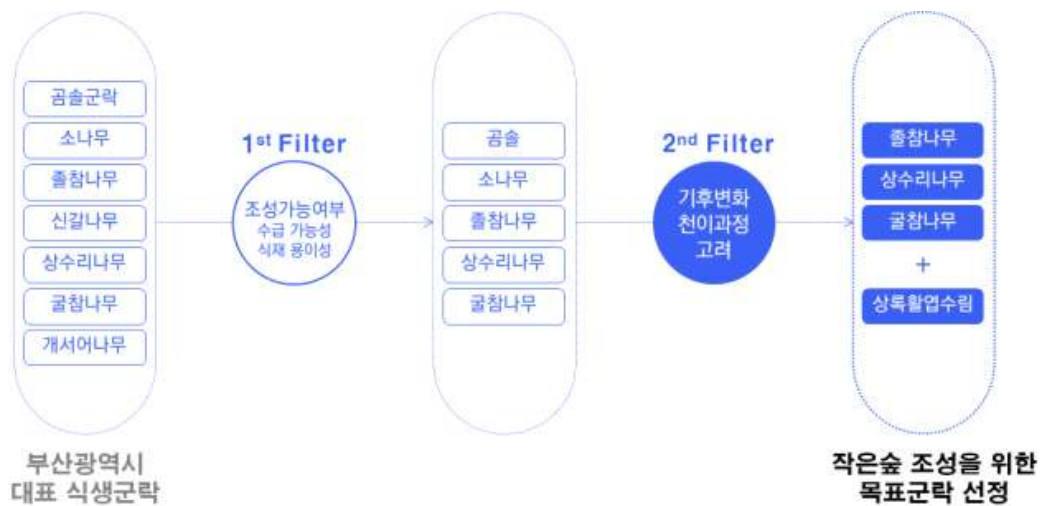 곰솔군락
소나무
졸참나무
신갈나무
상수리나무
굴참나무
개서어나무
부산광역시
대표 식생군락
1st Filter
조성가능여부
수급 가능성
식재 용이성
곰솔
소나무
졸참나무
상수리나무
굴참나무
2nd Filter
기후변화
천이과정
고려
졸참나무
상수리나무
굴참나무
+
상록활엽수림
작은숲 조성을 위한
목표군락 선정